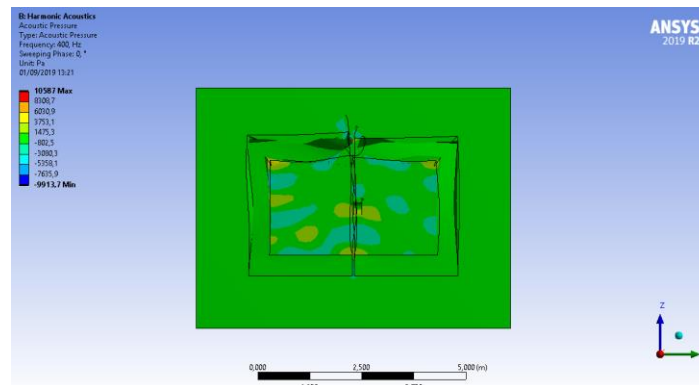 B: Harmonic Acoustics
Acoustic Pressure
Type: Acoustic Pressure
Frequency: 400, Hz
Sweeping Phase: 0, °
Unit: Pa
01/09/2019 13:21
10587 Max
8308,7
6030,9
3753,1
1475,3
-802,5
-3080,3
-5358,1
-7635,9
-9913,7 Min
ANSYS
2019 R2
Z
0,000
2,500
5,000 (m)